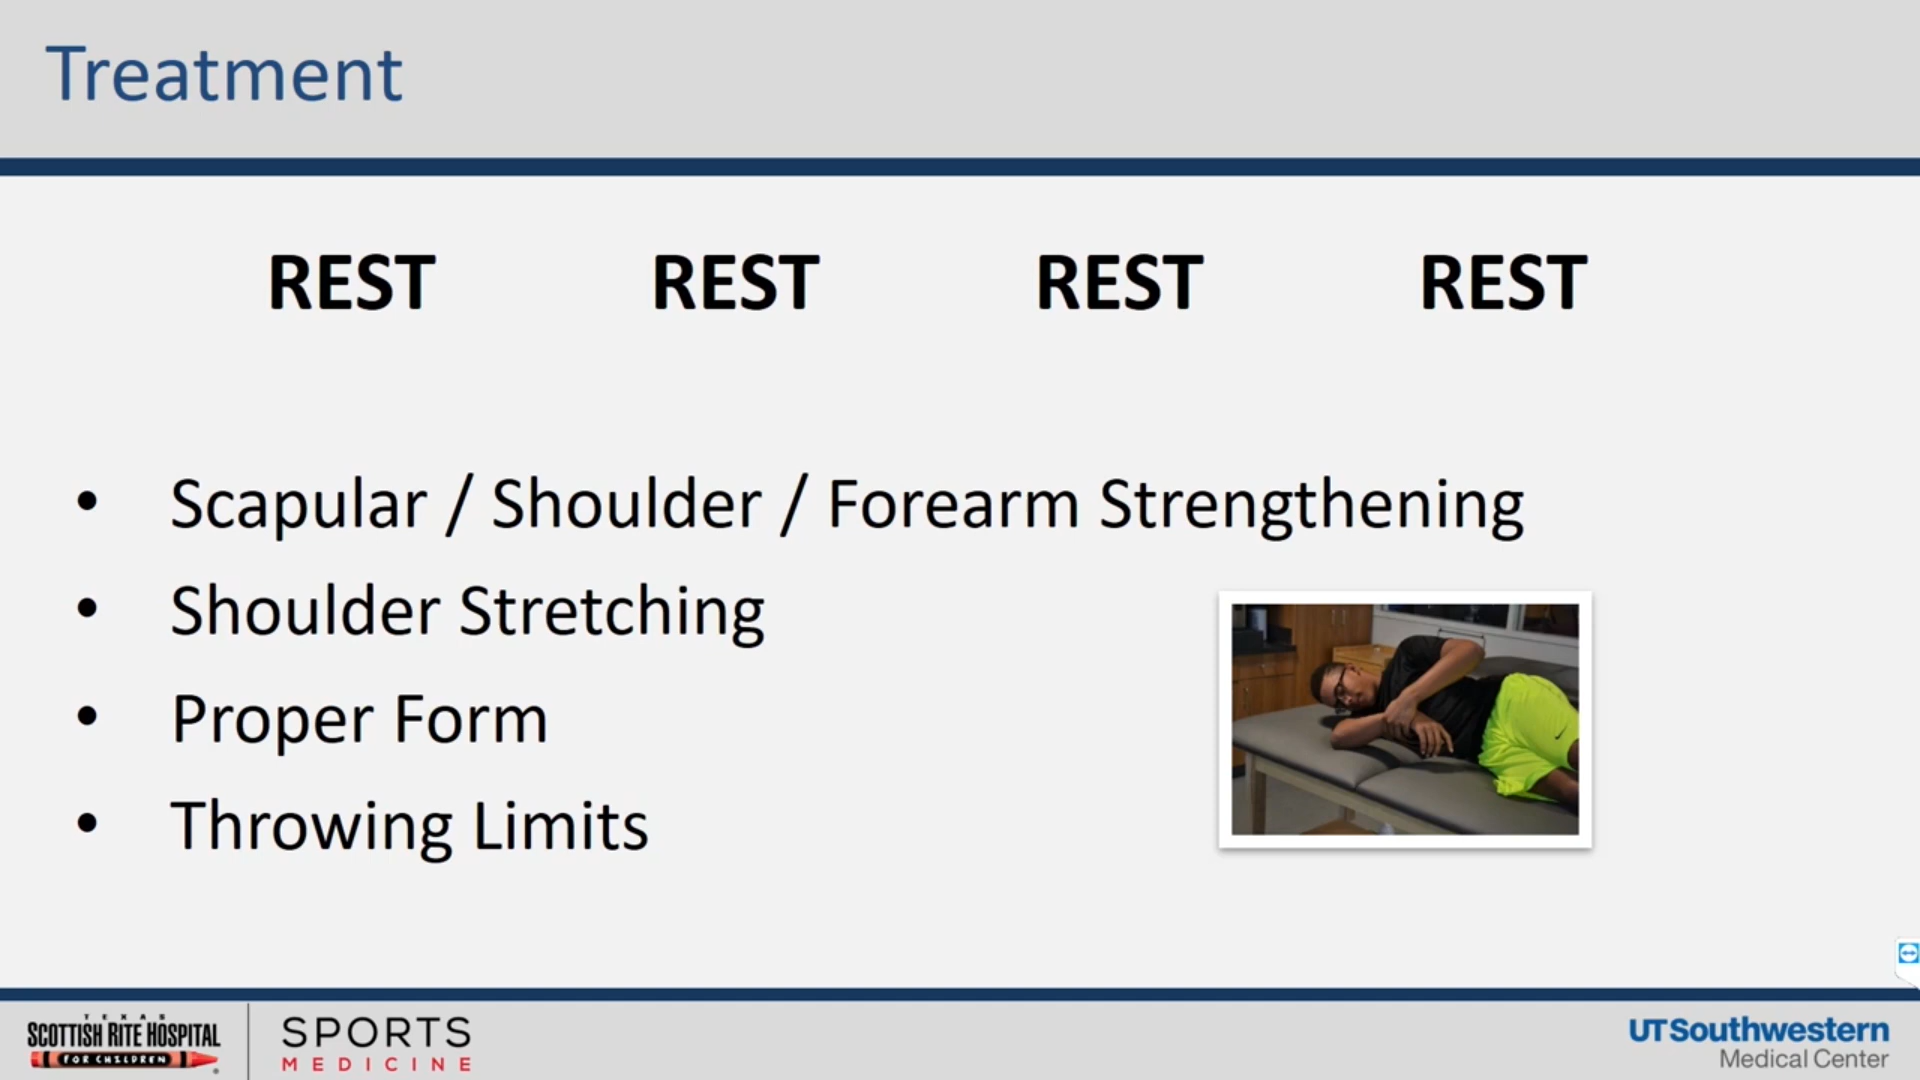 Treatment
REST REST REST REST
• Scapular / Shoulder / Forearm Strengthening
• Shoulder Stretching
• Proper Form
• Throwing Limits
TEXAS
SCOTTISH RITE HOSPITAL
FOR CHILDREN
SPORTS
MEDICINE
UTSouthwestern
Medical Center